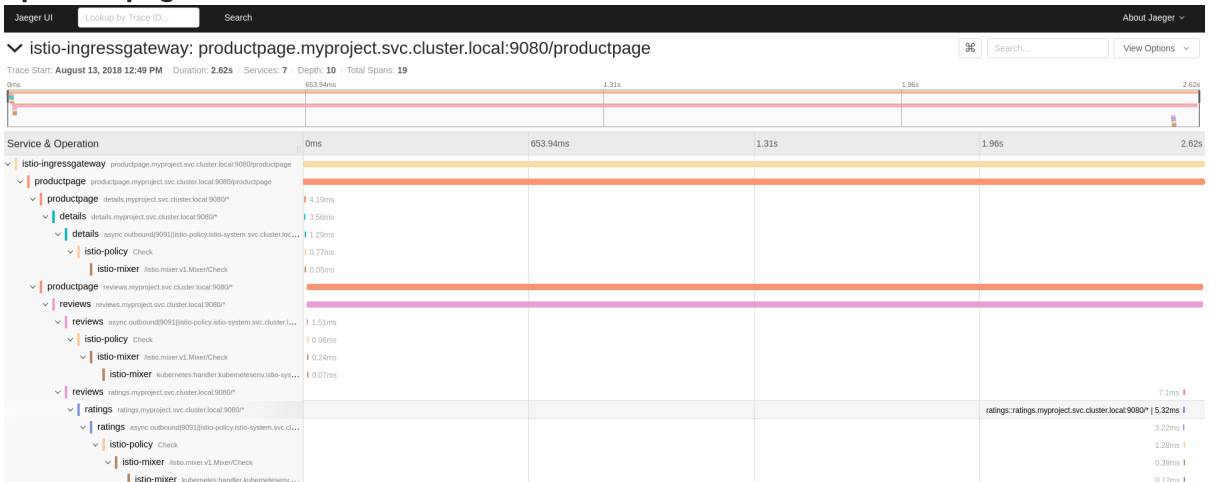 Jaeger UI Lookup by Trace ID... Search About Jaeger
istio-ingressgateway: productpage.myproject.svc.cluster.local:9080/productpage ⌘ Search... View Options
Trace Start: August 13, 2018 12:49 PM | Duration: 2.62s | Services: 7 | Depth: 10 | Total Spans: 19
0ms 653.94ms 1.31s 1.96s 2.62s
Service & Operation 0ms 653.94ms 1.31s 1.96s 2.62s
istio-ingressgateway productpage.myproject.svc.cluster.local:9080/productpage
productpage productpage.myproject.svc.cluster.local:9080/productpage
productpage details.myproject.svc.cluster.local:9080/* 4.19ms
details details.myproject.svc.cluster.local:9080/* 3.56ms
details async outbound|9091||istio-policy.istio-system.svc.cluster.loc... 1.29ms
istio-policy Check 0.77ms
istio-mixer /istio.mixer.v1.Mixer/Check 0.05ms
productpage reviews.myproject.svc.cluster.local:9080/*
reviews reviews.myproject.svc.cluster.local:9080/*
reviews async outbound|9091||istio-policy.istio-system.svc.cluster.l... 1.51ms
istio-policy Check 0.96ms
istio-mixer /istio.mixer.v1.Mixer/Check 0.24ms
istio-mixer kubernetes:handler.kubernetesenv.istio-sys... 0.07ms
reviews ratings.myproject.svc.cluster.local:9080/* 7.1ms
ratings ratings.myproject.svc.cluster.local:9080/* ratings::ratings.myproject.svc.cluster.local:9080/* | 5.32ms
ratings async outbound|9091||istio-policy.istio-system.svc.cl... 3.22ms
istio-policy Check 1.28ms
istio-mixer /istio.mixer.v1.Mixer/Check 0.39ms
istio-mixer kubernetes:handler.kubernetesenv... 0.12ms